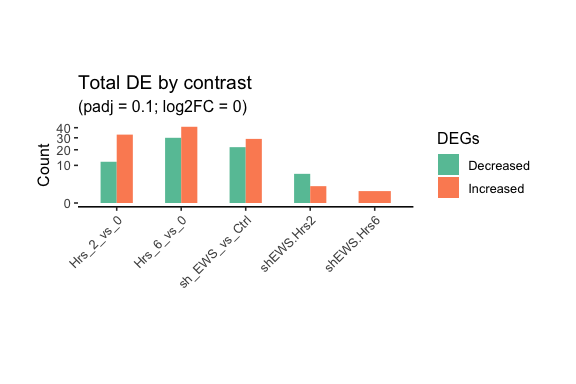 Total DE by contrast
(padj = 0.1; log2FC = 0)
Count
40
30
20
10
0
Hrs_2_vs_0
Hrs_6_vs_0
sh_EWS_vs_Ctrl
shEWS.Hrs2
shEWS.Hrs6
DEGs
Decreased
Increased